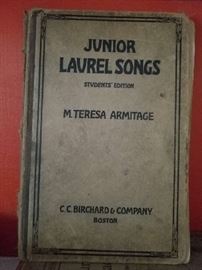 JUNIOR
LAUREL SONGS
STUDENTS' EDITION
M. TERESA ARMITAGE
C. C. BIRCHARD & COMPANY
BOSTON